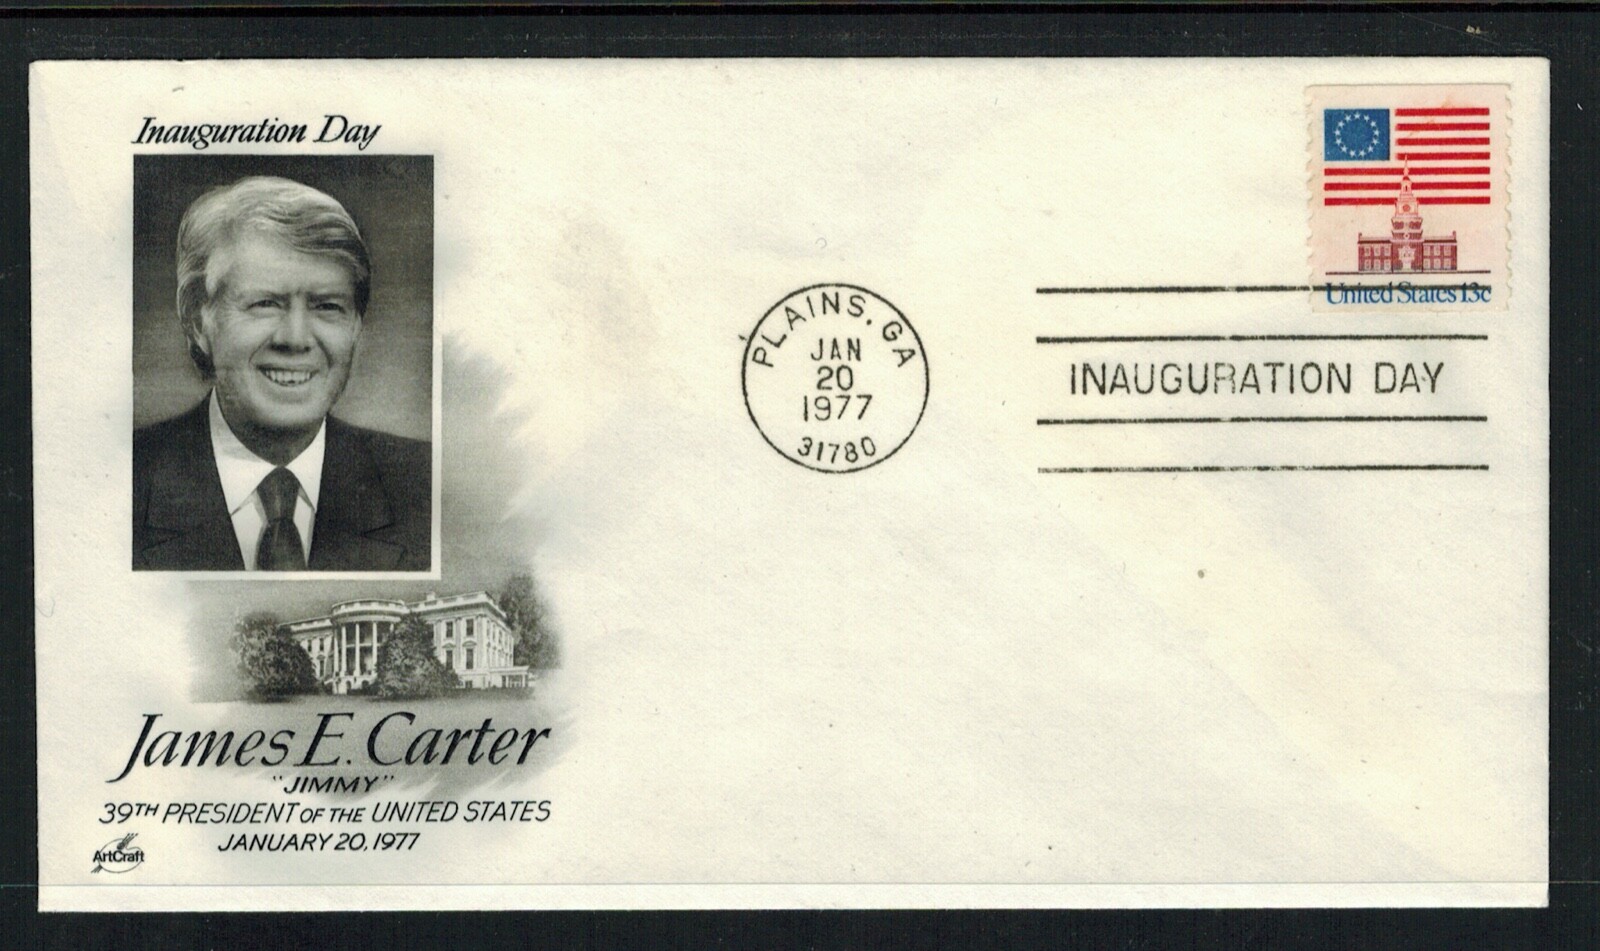 Inauguration Day
James E. Carter
"JIMMY"
39TH PRESIDENT OF THE UNITED STATES
JANUARY 20, 1977
ArtCraft
PLAINS, GA
JAN
20
1977
31780
United States 13c
INAUGURATION DAY